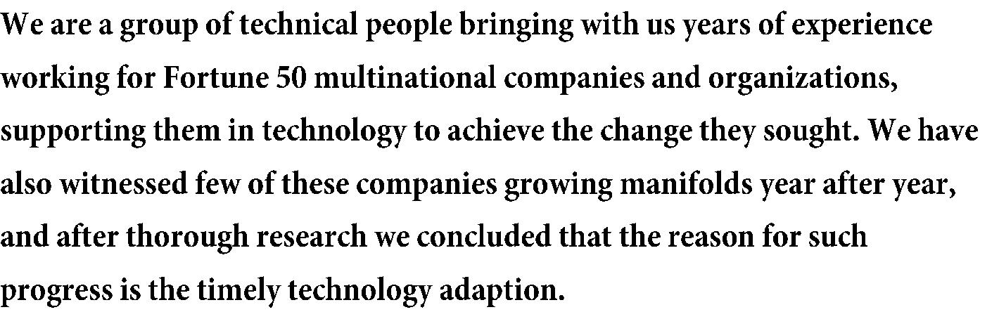 We are a group of technical people bringing with us years of experience
working for Fortune 50 multinational companies and organizations,
supporting them in technology to achieve the change they sought. We have
also witnessed few of these companies growing manifolds year after year,
and after thorough research we concluded that the reason for such
progress is the timely technology adaption.